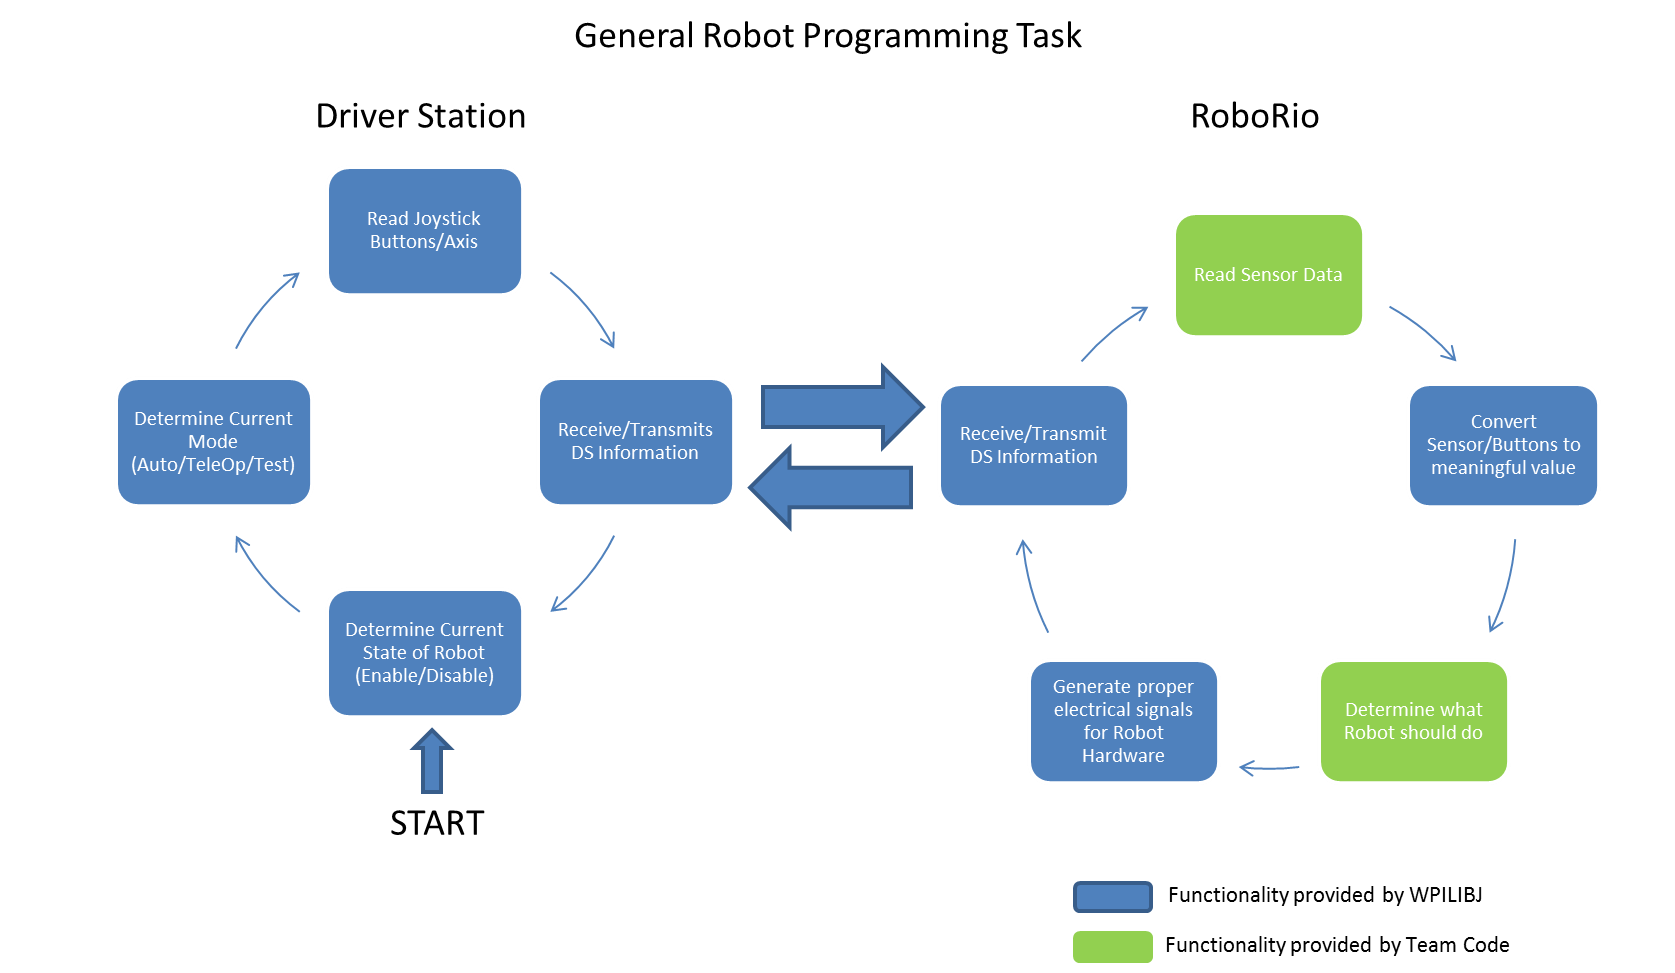 General Robot Programming Task
Driver Station
RoboRio
Read Joystick
Buttons/Axis
Determine Current
Mode
(Auto/TeleOp/Test)
Receive/Transmits
DS Information
Determine Current
State of Robot
(Enable/Disable)
START
Read Sensor Data
Receive/Transmit
DS Information
Convert
Sensor/Buttons to
meaningful value
Generate proper
electrical signals
for Robot
Hardware
Determine what
Robot should do
Functionality provided by WPILIBJ
Functionality provided by Team Code